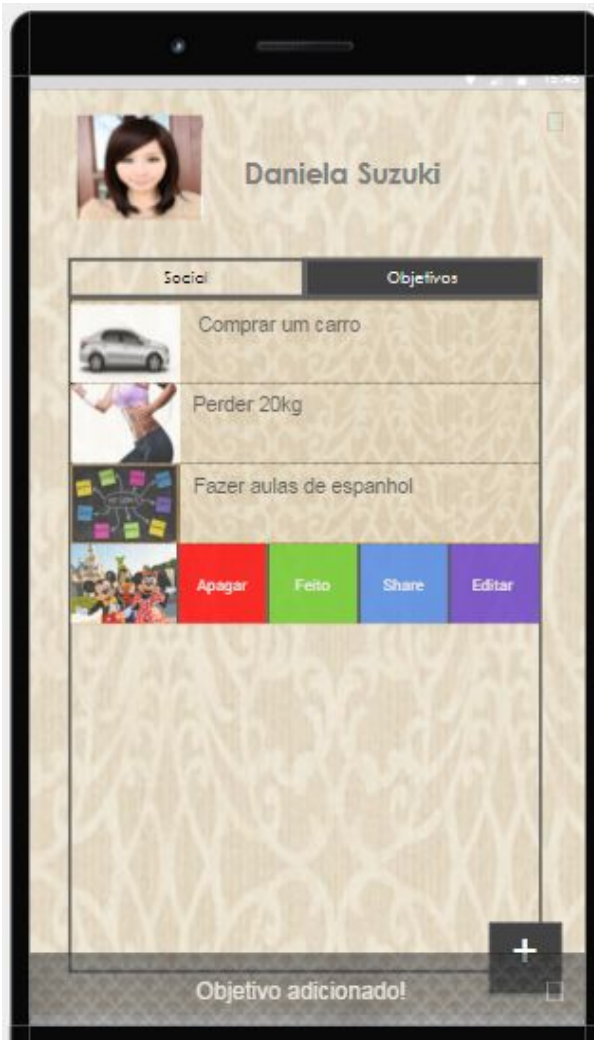 Daniela Suzuki
Social Objetivos
Comprar um carro
Perder 20kg
Fazer aulas de espanhol
Apagar Feito Share Editar
+
Objetivo adicionado!